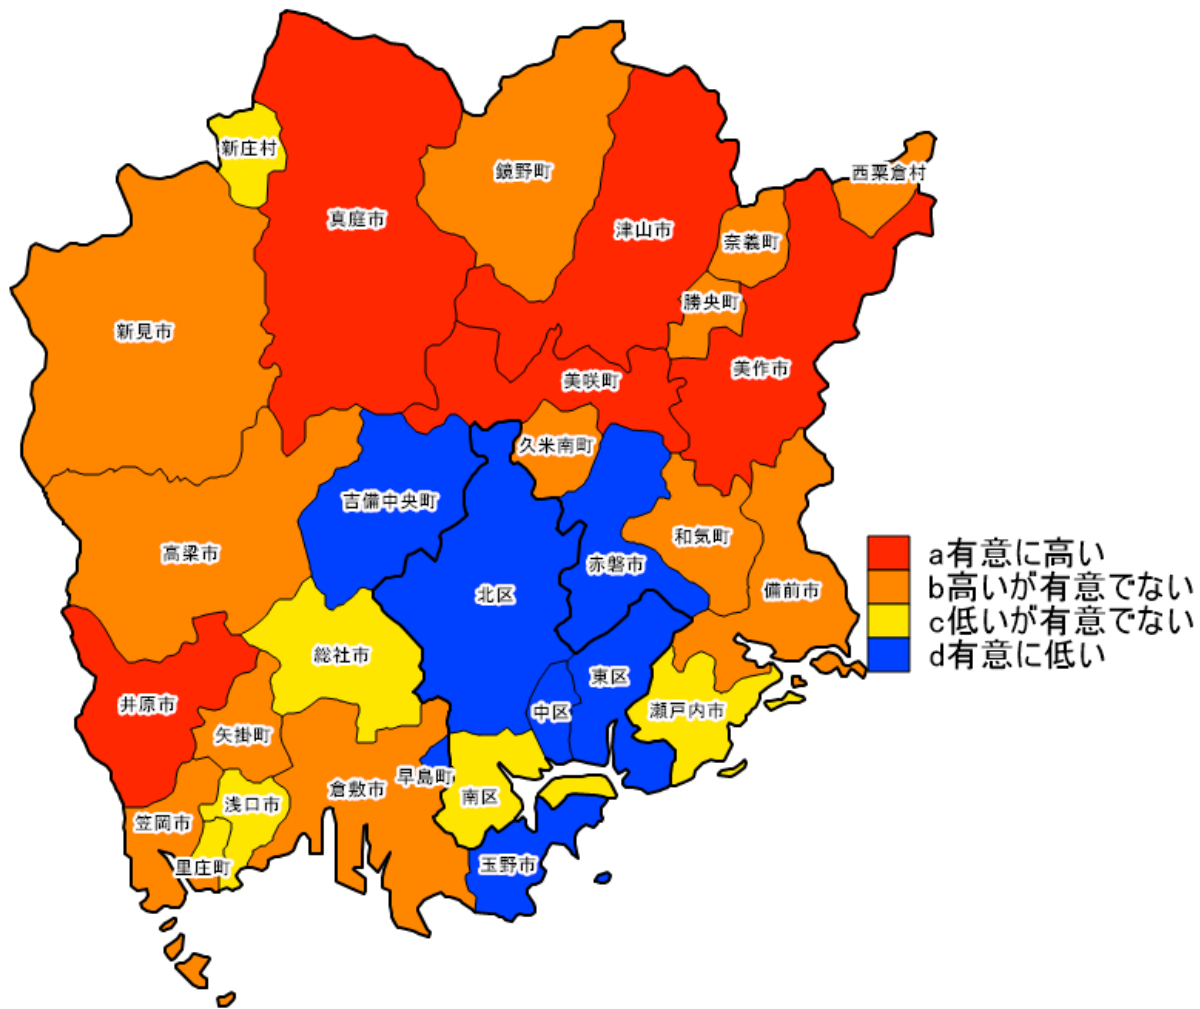 新庄村
鏡野町
西粟倉村
真庭市
津山市
奈義町
勝央町
新見市
美作市
美咲町
久米南町
吉備中央町
和気町
高梁市
赤磐市
備前市
北区
総社市
東区
井原市
中区
瀬戸内市
矢掛町
早島町
倉敷市
南区
浅口市
笠岡市
里庄町
玉野市
a有意に高い
b高いが有意でない
c低いが有意でない
d有意に低い